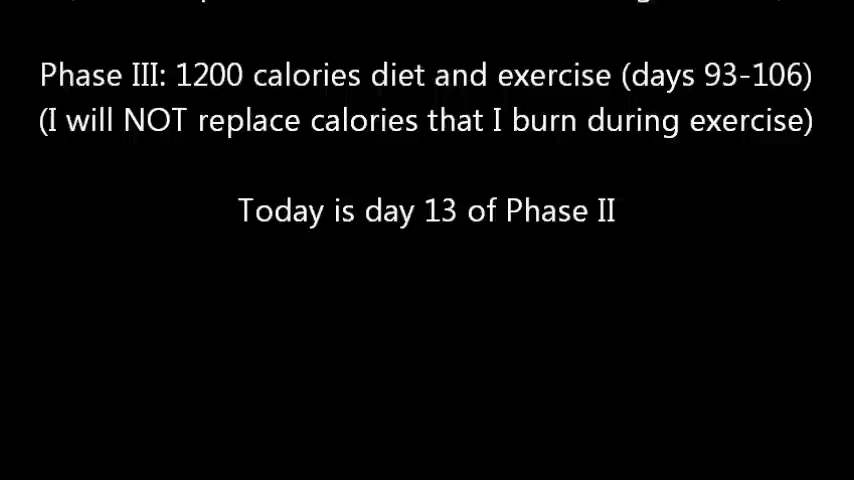 Phase III: 1200 calories diet and exercise (days 93-106)
(I will NOT replace calories that I burn during exercise)
Today is day 13 of Phase II